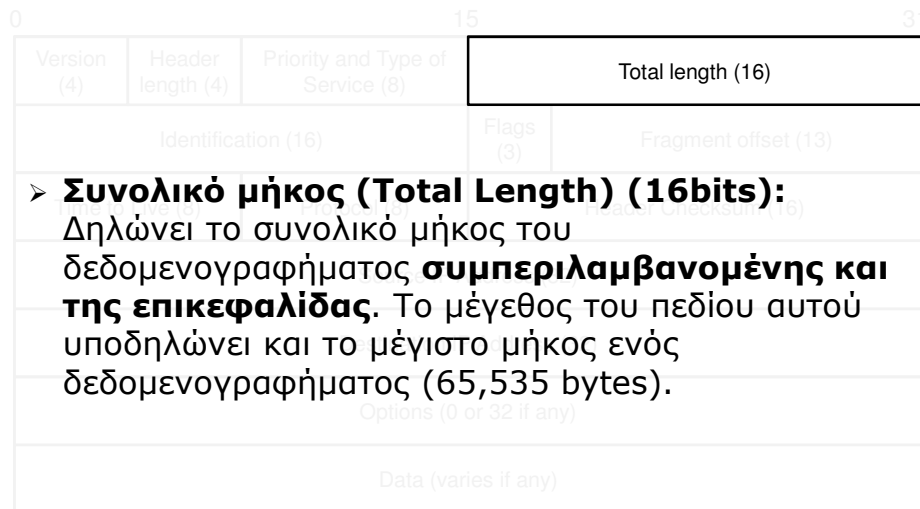 0 15 3
Version (4) Header length (4) Priority and Type of Service (8) Total length (16)
Identification (16) Flags (3) Fragment offset (13)
➢ Συνολικό μήκος (Total Length) (16bits):
Δηλώνει το συνολικό μήκος του
δεδομενογραφήματος συμπεριλαμβανομένης και
της επικεφαλίδας. Το μέγεθος του πεδίου αυτού
υποδηλώνει και το μέγιστο μήκος ενός
δεδομενογραφήματος (65,535 bytes).
Options (0 or 32 if any)
Data (varies if any)